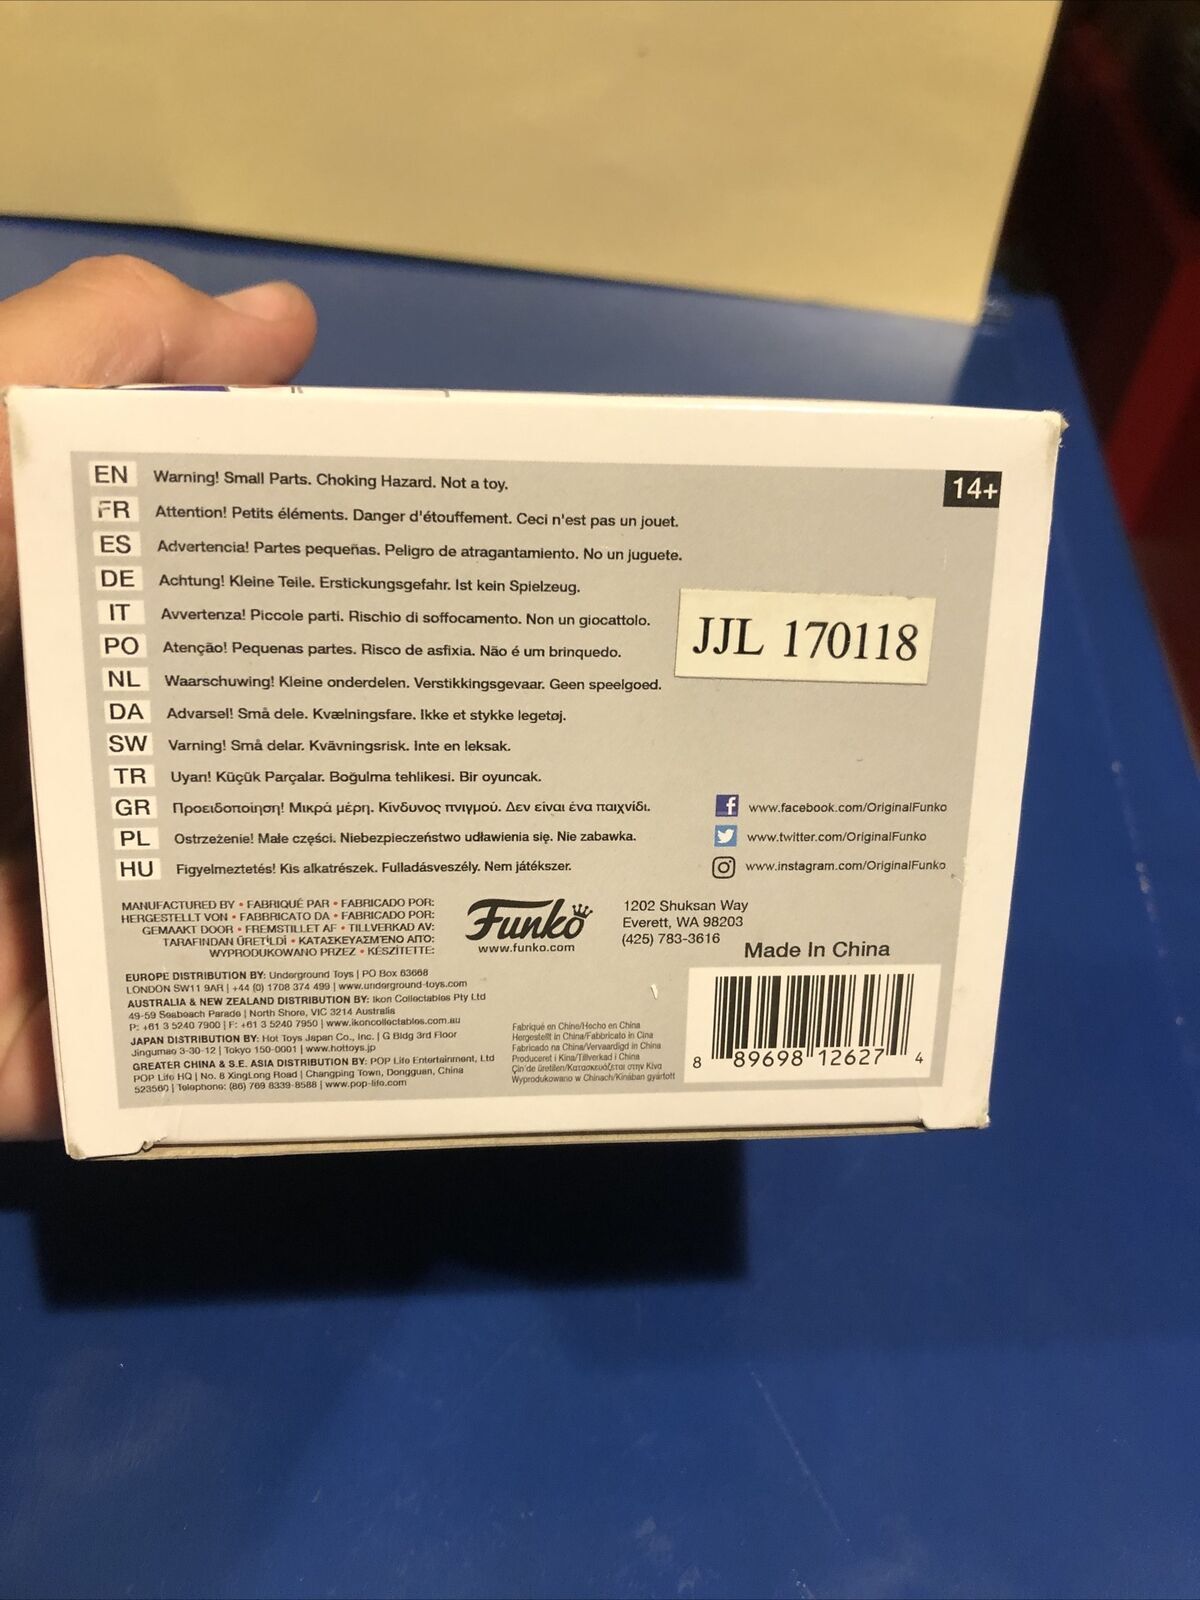 EN Warning! Small Parts. Choking Hazard. Not a toy.
14+
FR Attention! Petits éléments. Danger d'étouffement. Ceci n'est pas un jouet.
ES Advertencia! Partes pequeñas. Peligro de atragantamiento. No un juguete.
DE Achtung! Kleine Teile. Erstickungsgefahr. Ist kein Spielzeug.
IT Avvertenza! Piccole parti. Rischio di soffocamento. Non un giocattolo.
JJL 170118
PO Atenção! Pequenas partes. Risco de asfixia. Não é um brinquedo.
NL Waarschuwing! Kleine onderdelen. Verstikkingsgevaar. Geen speelgoed.
DA Advarsel! Små dele. Kvælningsfare. Ikke et stykke legetøj.
SW Varning! Små delar. Kvävningsrisk. Inte en leksak.
TR Uyarı! Küçük Parçalar. Boğulma tehlikesi. Bir oyuncak.
GR Προειδοποίηση! Μικρά μέρη. Κίνδυνος πνιγμού. Δεν είναι ένα παιχνίδι.
PL Ostrzeżenie! Małe części. Niebezpieczeństwo udławienia się. Nie zabawka.
HU Figyelmeztetés! Kis alkatrészek. Fulladásveszély. Nem játékszer.
www.facebook.com/OriginalFunko
www.twitter.com/OriginalFunko
www.instagram.com/OriginalFunko
MANUFACTURED BY • FABRIQUÉ PAR • FABRICADO POR:
HERGESTELLT VON • FABBRICATO DA • FABRICADO POR:
GEMAAKT DOOR • FREMSTILLET AF • TILLVERKAD AV:
TARAFINDAN ÜRETİLDİ • ΚΑΤΑΣΚΕΥΑΣΜΈΝΟ ΑΠΌ:
WYPRODUKOWANO PRZEZ • KÉSZÍTETTE:
Funko
www.funko.com
1202 Shuksan Way
Everett, WA 98203
(425) 783-3616
Made In China
EUROPE DISTRIBUTION BY: Underground Toys | PO Box 63668
LONDON SW11 9AR | +44 (0) 1708 374 499 | www.underground-toys.com
AUSTRALIA & NEW ZEALAND DISTRIBUTION BY: Ikon Collectables Pty Ltd
49-59 Seabeach Parade | North Shore, VIC 3214 Australia
P: +61 3 5240 7900 | F: +61 3 5240 7950 | www.ikoncollectables.com.au
JAPAN DISTRIBUTION BY: Hot Toys Japan Co., Inc. | G Bldg 3rd Floor
Jingumae 3-30-12 | Tokyo 150-0001 | www.hottoys.jp
GREATER CHINA & S.E. ASIA DISTRIBUTION BY: POP Life Entertainment, Ltd
POP Life HQ | No. 8 XingLong Road | Changping Town, Dongguan, China
523560 | Telephone: (86) 769 8339-8588 | www.pop-life.com
Fabriqué en Chine/Hecho en China
Hergestellt in China/Fabbricato in Cina
Fabricado na China/Vervaardigd in China
Produceret i Kina/Tillverkad i China
Çin'de üretilen/Κατασκευάζεται στην Κίνα
Wyprodukowano w Chinach/Kínában gyártott
8 89698 12627 4